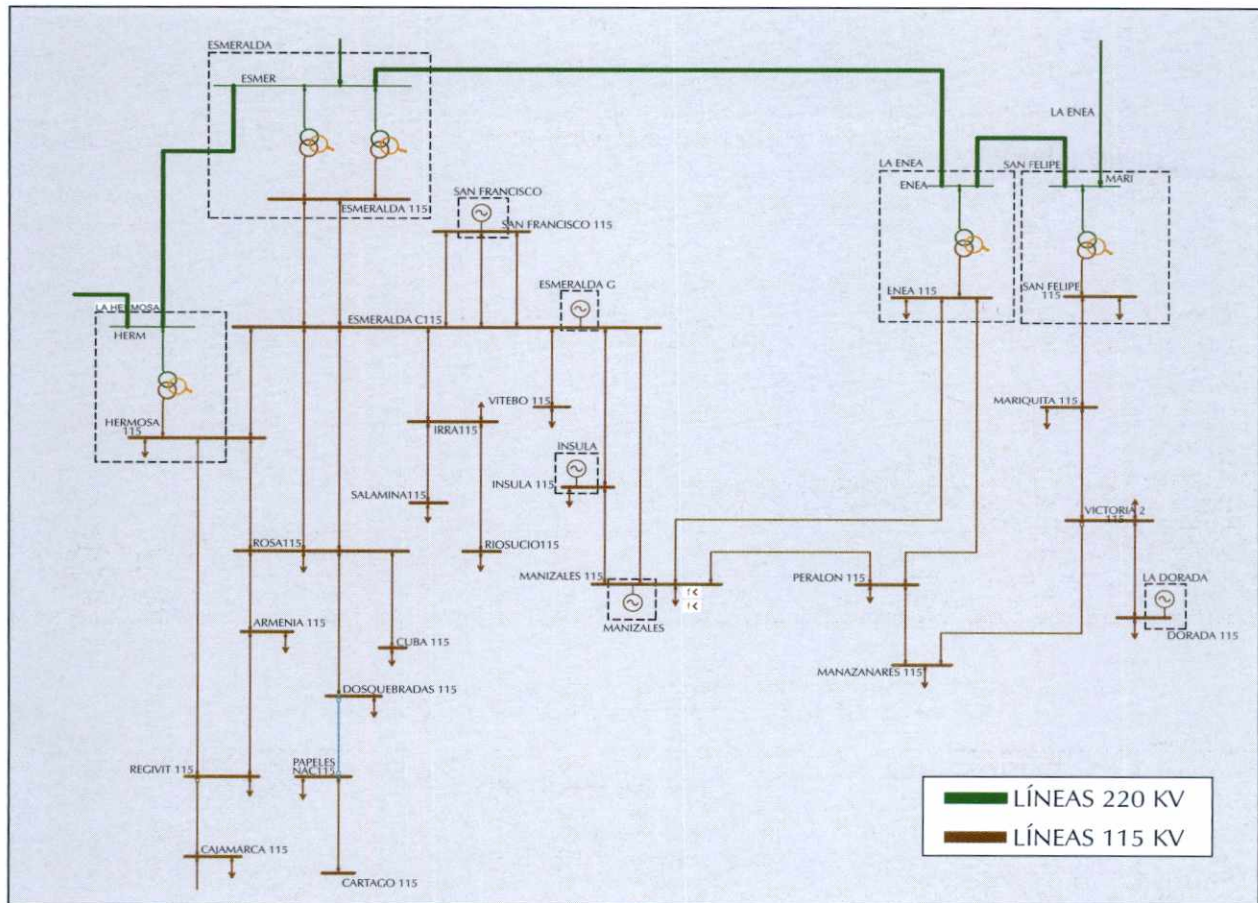 ESMERALDA
ESMER
LA ENEA
LA ENEA
SAN FELIPE
ENEA
MARI
SAN FRANCISCO
ESMERALDA 115
SAN FRANCISCO 115
ESMERALDA G
ENEA 115
SAN FELIPE
115
LA HERMOSA
HERM
ESMERALDA C115
HERMOSA
115
VITEBO 115
IRRA115
MARIQUITA 115
INSULA
INSULA 115
SALAMINA115
VICTORIA 2
115
ROSA115
RIOSUCIO115
MANIZALES 115
PERALON 115
LA DORADA
MANIZALES
DORADA 115
ARMENIA 115
CUBA 115
MANAZANARES 115
DOSQUEBRADAS 115
REGIVIT 115
PAPELES
NAC115
CAJAMARCA 115
CARTAGO 115
LÍNEAS 220 KV
LÍNEAS 115 KV